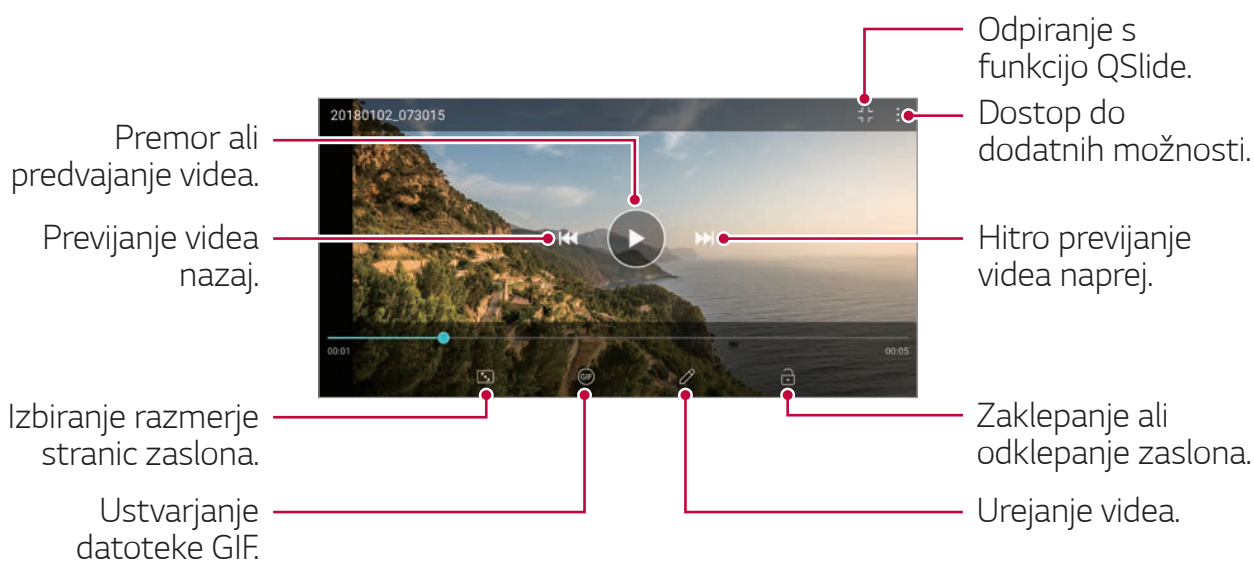 Odpiranje s
funkcijo QSlide.
20180102_073015
Dostop do
dodatnih možnosti.
Premor ali
predvajanje videa.
Previjanje videa
nazaj.
Hitro previjanje
videa naprej.
00:01
00:05
GIF
Izbiranje razmerje
stranic zaslona.
Zaklepanje ali
odklepanje zaslona.
Ustvarjanje
datoteke GIF.
Urejanje videa.